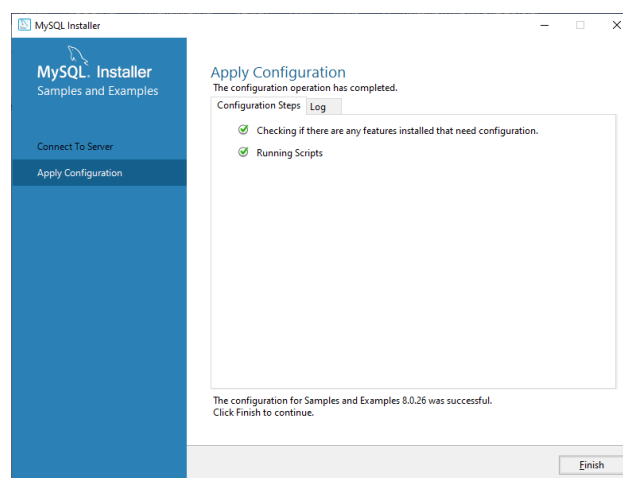 MySQL Installer
MySQL. Installer
Samples and Examples
Connect To Server
Apply Configuration
Apply Configuration
The configuration operation has completed.
Configuration Steps
Log
Checking if there are any features installed that need configuration.
Running Scripts
The configuration for Samples and Examples 8.0.26 was successful.
Click Finish to continue.
Finish